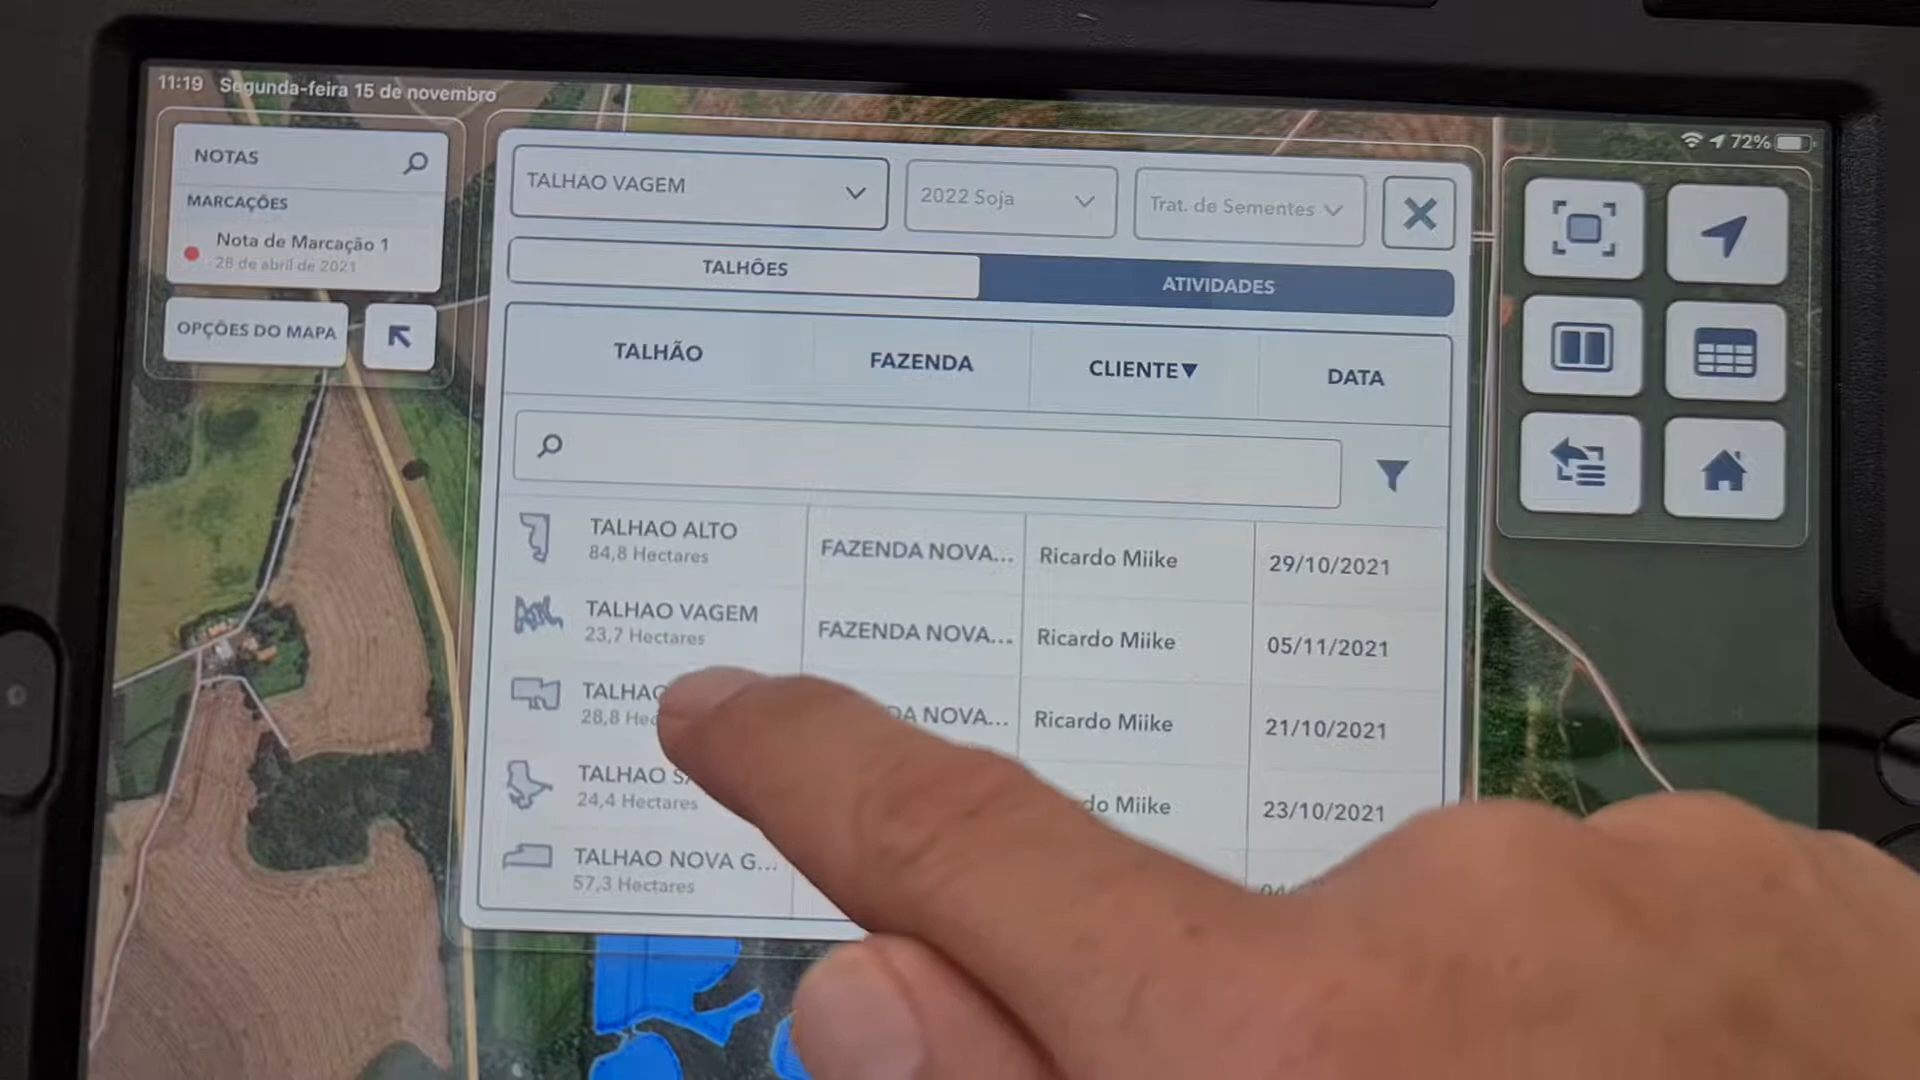 11:19 Segunda-feira 15 de novembro
72%
NOTAS
MARCAÇÕES
Nota de Marcação 1
28 de abril de 2021
OPÇÕES DO MAPA
TALHAO VAGEM
2022 Soja
Trat. de Sementes
TALHÕES
ATIVIDADES
TALHÃO
FAZENDA
CLIENTE▼
DATA
TALHAO ALTO
84,8 Hectares
FAZENDA NOVA...
Ricardo Miike
29/10/2021
TALHAO VAGEM
23,7 Hectares
FAZENDA NOVA...
Ricardo Miike
05/11/2021
TALHAO
28,8
NOVA...
Ricardo Miike
21/10/2021
TALHAO
24,4 Hectares
Miike
23/10/2021
TALHAO NOVA G...
57,3 Hectares